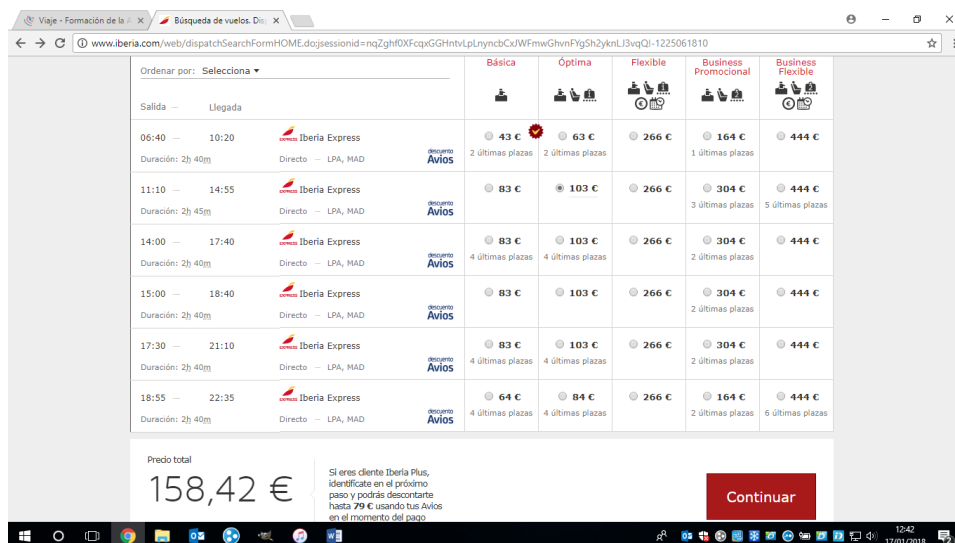 Viaje - Formación de la A
Búsqueda de vuelos. Disp
www.iberia.com/web/dispatchSearchFormHOME.do;jsessionid=nqZghf0XFcqxGGHntvLpLnyncbCxJWFmwGhvnFYgSh2yknLJ3vqQ!-1225061810
Ordenar por: Selecciona
Básica Óptima Flexible Business Promocional Business Flexible
Salida — Llegada
06:40 — 10:20 Iberia Express 43 € 63 € 266 € 164 € 444 €
Duración: 2h 40m Directo — LPA, MAD descuento Avios 2 últimas plazas 2 últimas plazas 1 últimas plazas
11:10 — 14:55 Iberia Express 83 € 103 € 266 € 304 € 444 €
Duración: 2h 45m Directo — LPA, MAD descuento Avios 3 últimas plazas 5 últimas plazas
14:00 — 17:40 Iberia Express 83 € 103 € 266 € 304 € 444 €
Duración: 2h 40m Directo — LPA, MAD descuento Avios 4 últimas plazas 4 últimas plazas 2 últimas plazas
15:00 — 18:40 Iberia Express 83 € 103 € 266 € 304 € 444 €
Duración: 2h 40m Directo — LPA, MAD descuento Avios 2 últimas plazas
17:30 — 21:10 Iberia Express 83 € 103 € 266 € 304 € 444 €
Duración: 2h 40m Directo — LPA, MAD descuento Avios 4 últimas plazas 4 últimas plazas 2 últimas plazas
18:55 — 22:35 Iberia Express 64 € 84 € 266 € 164 € 444 €
Duración: 2h 40m Directo — LPA, MAD descuento Avios 4 últimas plazas 4 últimas plazas 2 últimas plazas 6 últimas plazas
Precio total
158,42 €
Si eres cliente Iberia Plus,
identifícate en el próximo
paso y podrás descontarte
hasta 79 € usando tus Avios
en el momento del pago
Continuar
12:42
17/01/2018